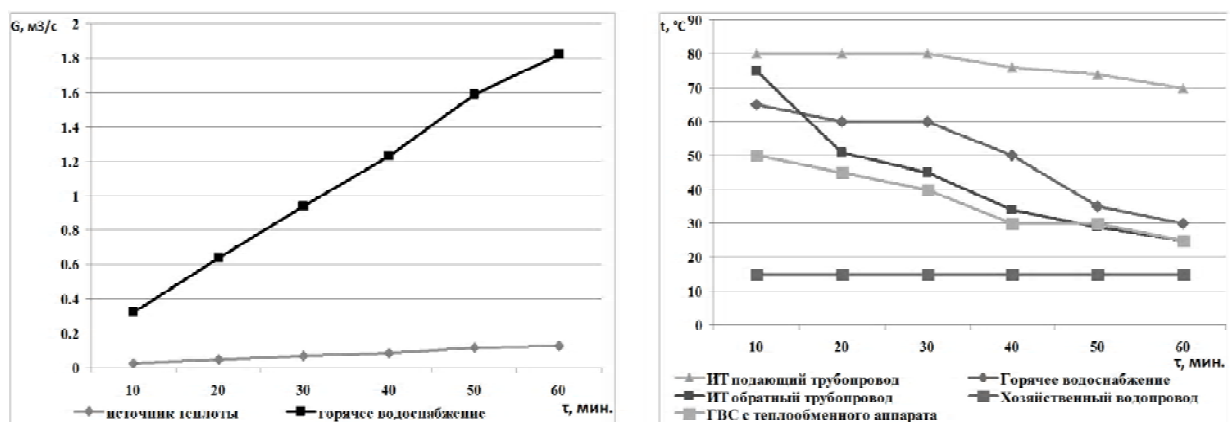 G, м3/с
2
1.8
1.6
1.4
1.2
1
0.8
0.6
0.4
0.2
0
10 20 30 40 50 60
τ, мин.
источник теплоты горячее водоснабжение
t, °C
90
80
70
60
50
40
30
20
10
0
10 20 30 40 50 60
τ, мин.
ИТ подающий трубопровод Горячее водоснабжение
ИТ обратный трубопровод Хозяйственный водопровод
ГВС с теплообменного аппарата